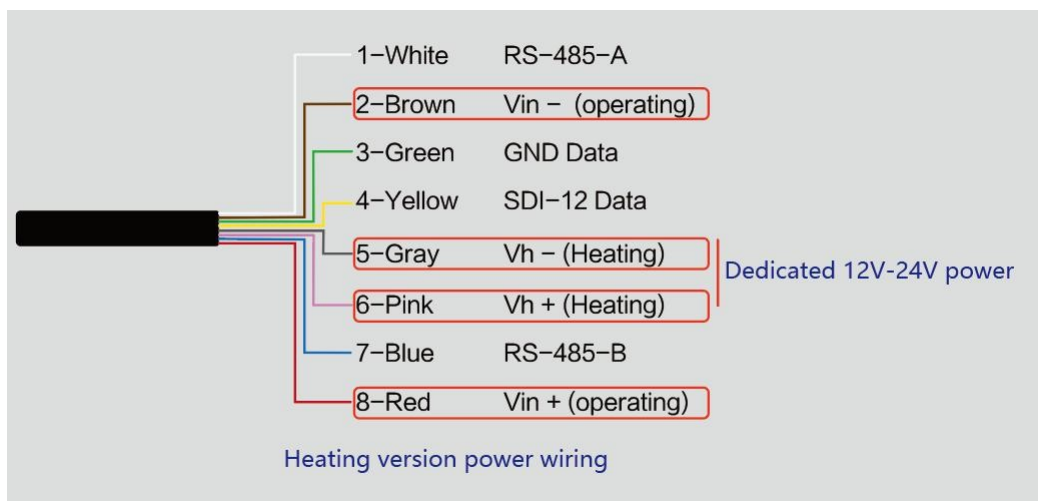 1-White RS-485-A
2-Brown Vin - (operating)
3-Green GND Data
4-Yellow SDI-12 Data
5-Gray Vh - (Heating)
Dedicated 12V-24V power
6-Pink Vh + (Heating)
7-Blue RS-485-B
8-Red Vin + (operating)
Heating version power wiring